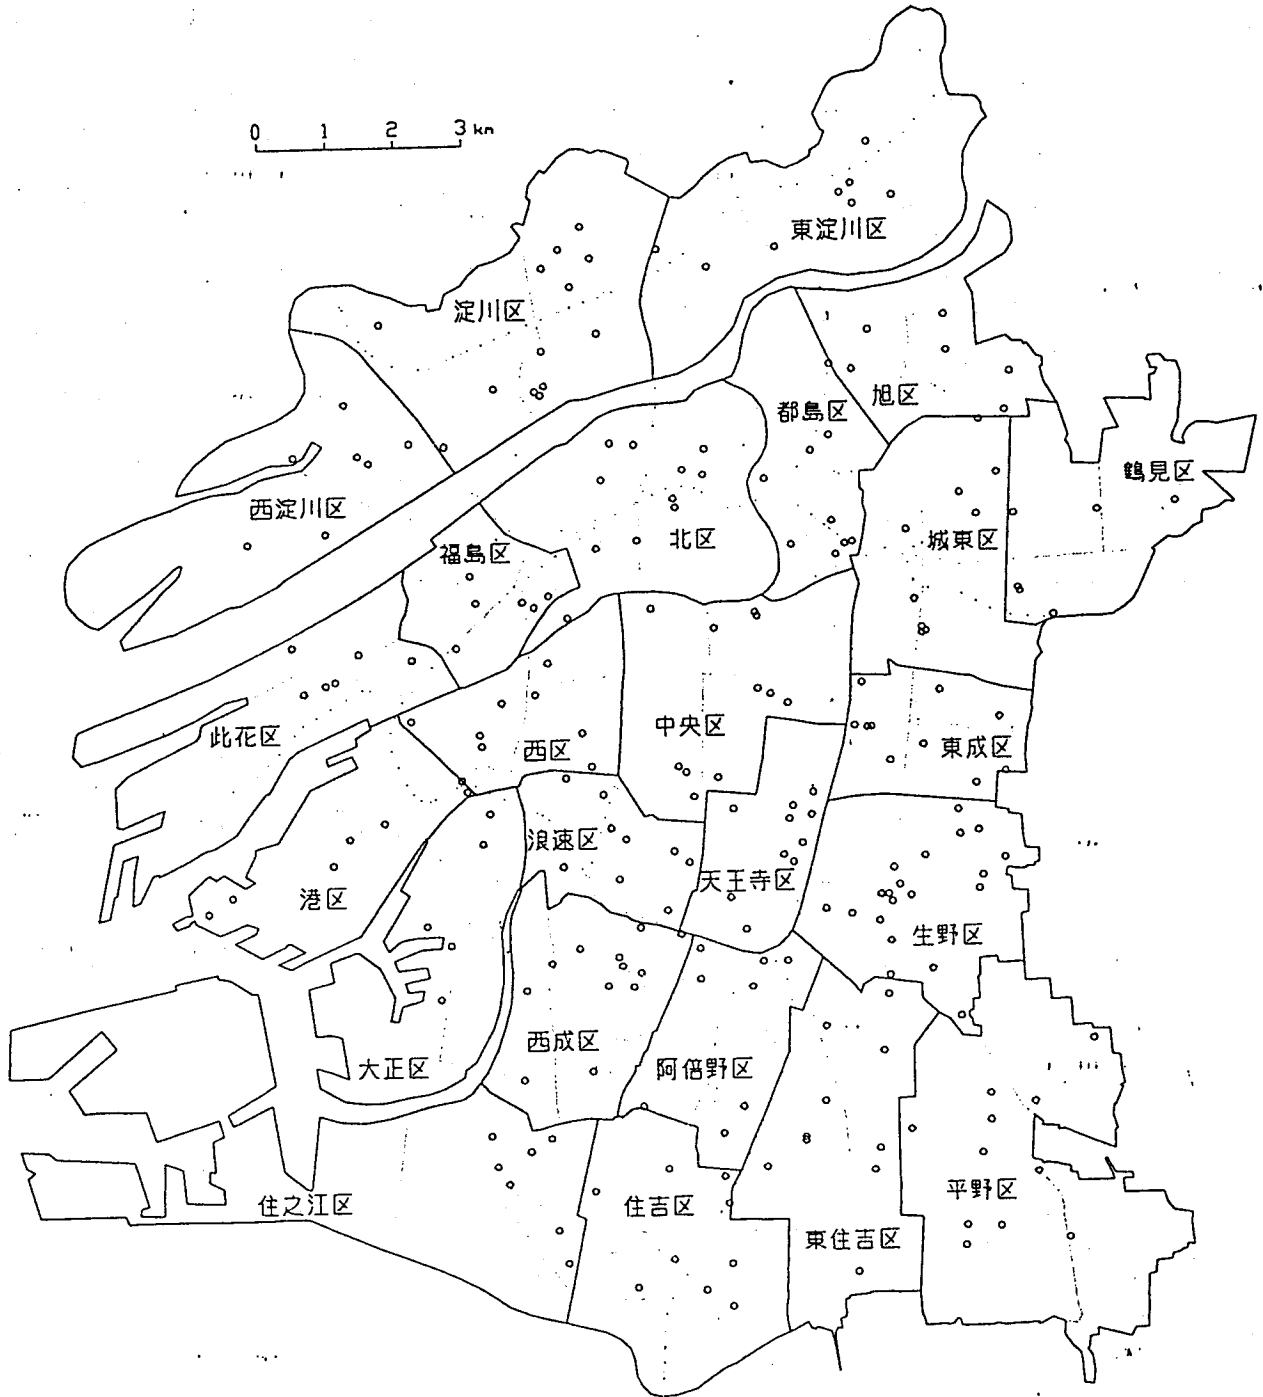 0 1 2 3 km
東淀川区
淀川区
旭区
都島区
鶴見区
西淀川区
北区
城東区
福島区
中央区
此花区
西区
東成区
浪速区
天王寺区
港区
生野区
西成区
大正区
阿倍野区
平野区
住之江区
住吉区
東住吉区